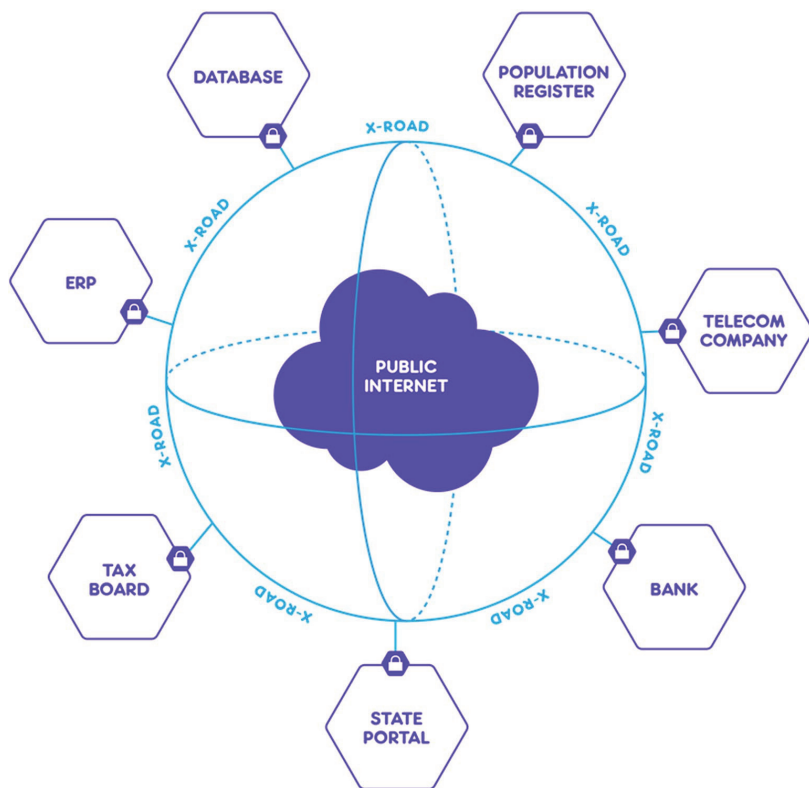 DATABASE
POPULATION
REGISTER
X-ROAD
X-ROAD
X-ROAD
ERP
TELECOM
COMPANY
PUBLIC
INTERNET
X-ROAD
X-ROAD
TAX
BOARD
BANK
X-ROAD
X-ROAD
STATE
PORTAL